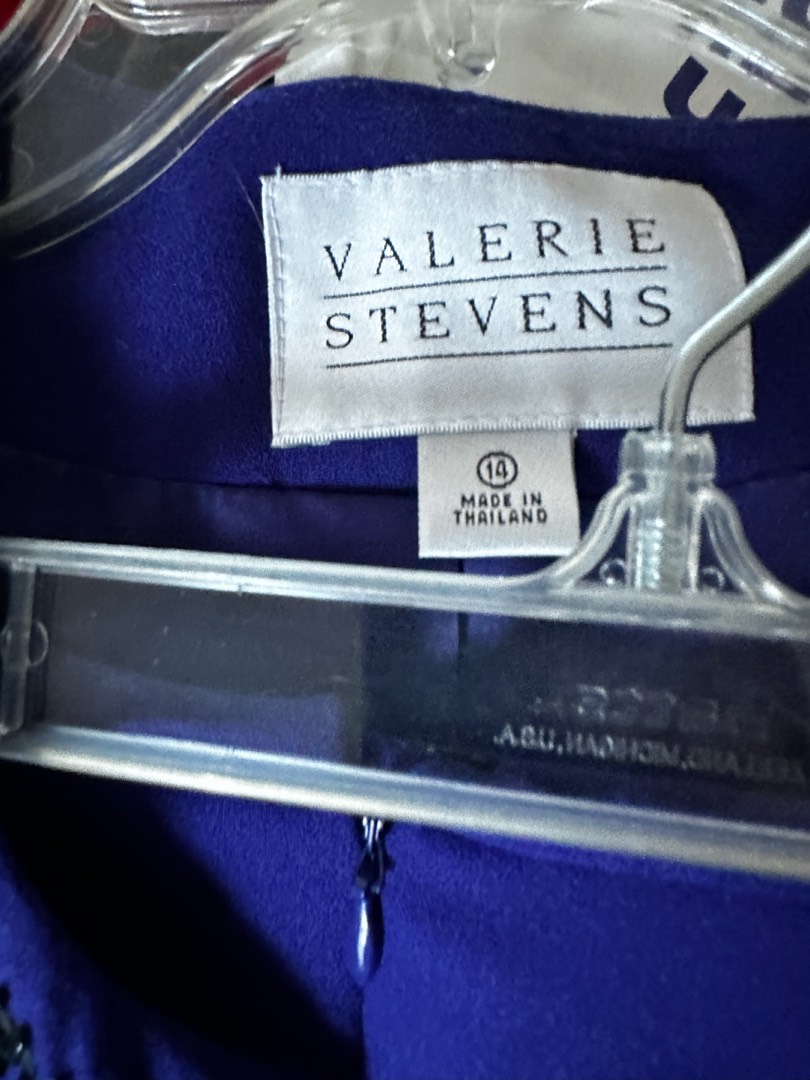 VALERIE
STEVENS
14
MADE IN
THAILAND